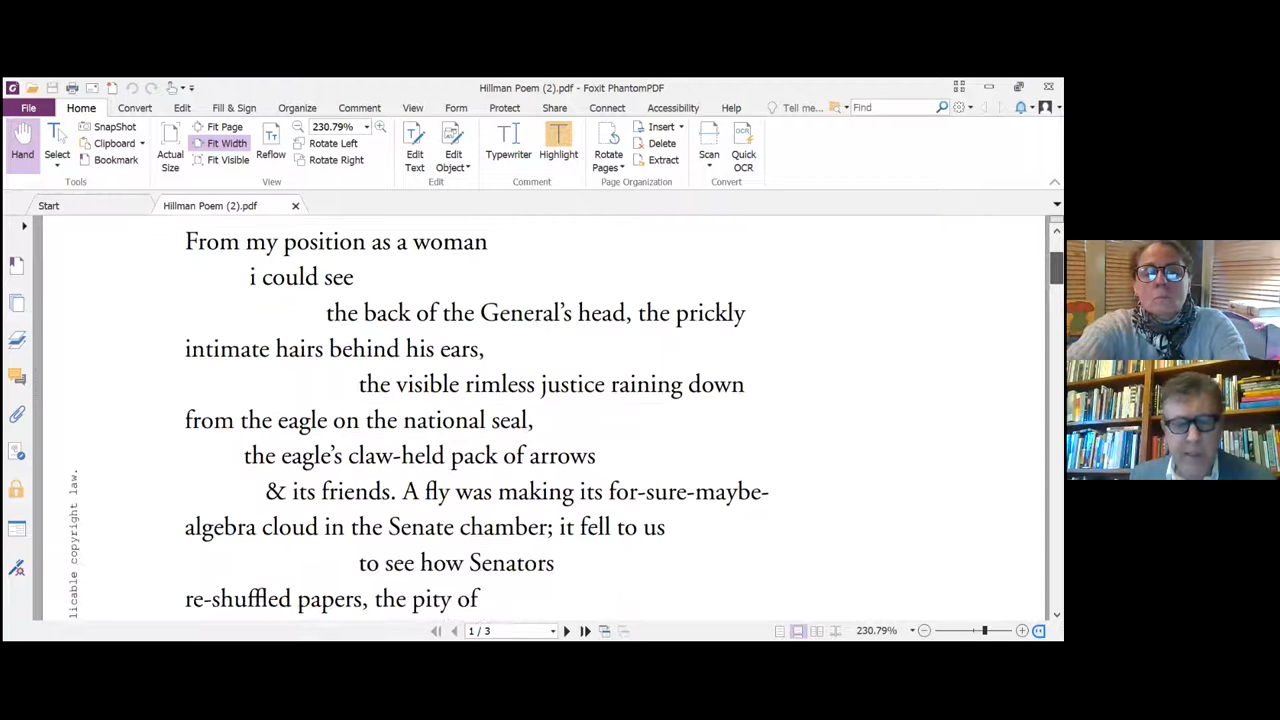 Hillman Poem (2).pdf - Foxit PhantomPDF
File Home Convert Edit Fill & Sign Organize Comment View Form Protect Share Connect Accessibility Help Tell me... Find
Hand
Select
SnapShot
Clipboard
Bookmark
Tools
Actual Size
Fit Page
Fit Width
Fit Visible
Reflow
230.79%
Rotate Left
Rotate Right
View
Edit Text
Edit Object
Edit
Typewriter
Highlight
Comment
Rotate Pages
Insert
Delete
Extract
Page Organization
Scan
Quick OCR
Convert
Start
Hillman Poem (2).pdf
From my position as a woman
i could see
the back of the General's head, the prickly
intimate hairs behind his ears,
the visible rimless justice raining down
from the eagle on the national seal,
the eagle's claw-held pack of arrows
& its friends. A fly was making its for-sure-maybe-
algebra cloud in the Senate chamber; it fell to us
to see how Senators
re-shuffled papers, the pity of
licable copyright law.
1 / 3
230.79%